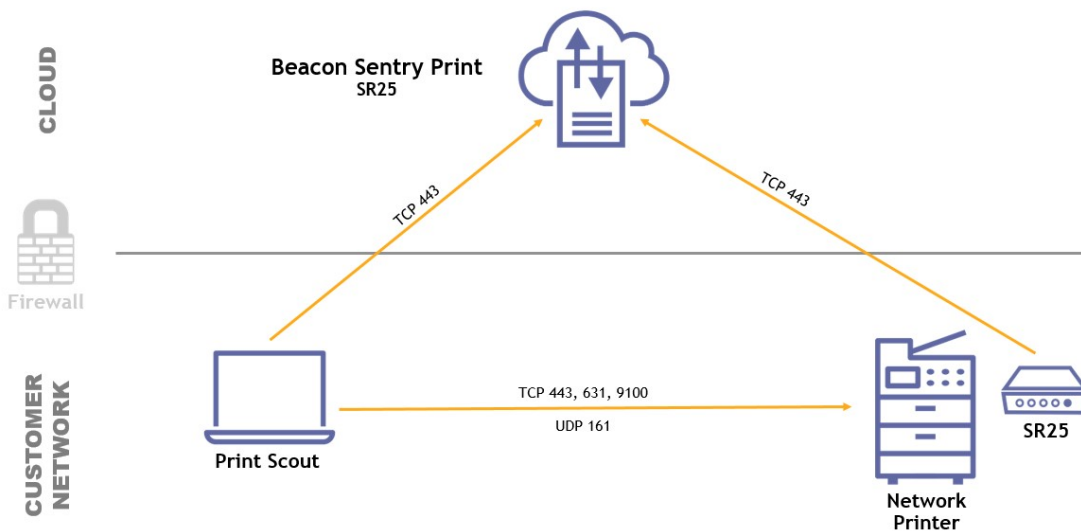 CLOUD
Beacon Sentry Print
SR25
TCP 443
TCP 443
Firewall
CUSTOMER
NETWORK
TCP 443, 631, 9100
UDP 161
Print Scout
Network
Printer
SR25